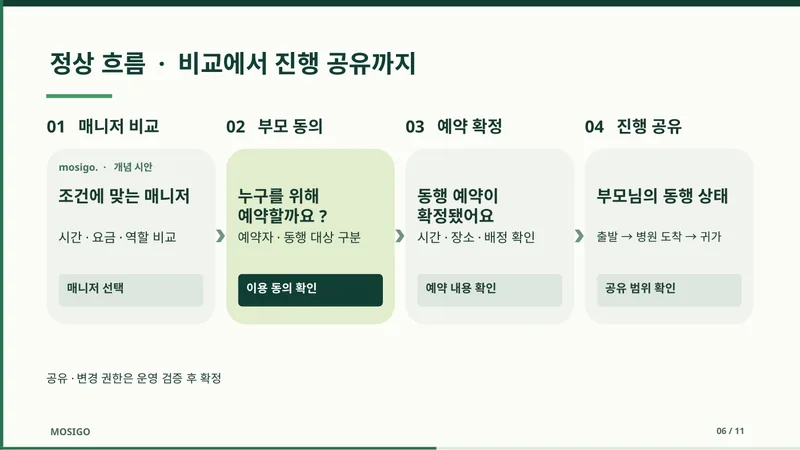 정상 흐름 · 비교에서 진행 공유까지
01 매니저 비교
mosigo. · 개념 시안
조건에 맞는 매니저
시간 · 요금 · 역할 비교
매니저 선택
02 부모 동의
누구를 위해
예약할까요 ?
예약자 · 동행 대상 구분
이용 동의 확인
03 예약 확정
동행 예약이
확정됐어요
시간 · 장소 · 배정 확인
예약 내용 확인
04 진행 공유
부모님의 동행 상태
출발 → 병원 도착 → 귀가
공유 범위 확인
공유 · 변경 권한은 운영 검증 후 확정
MOSIGO
06 / 11